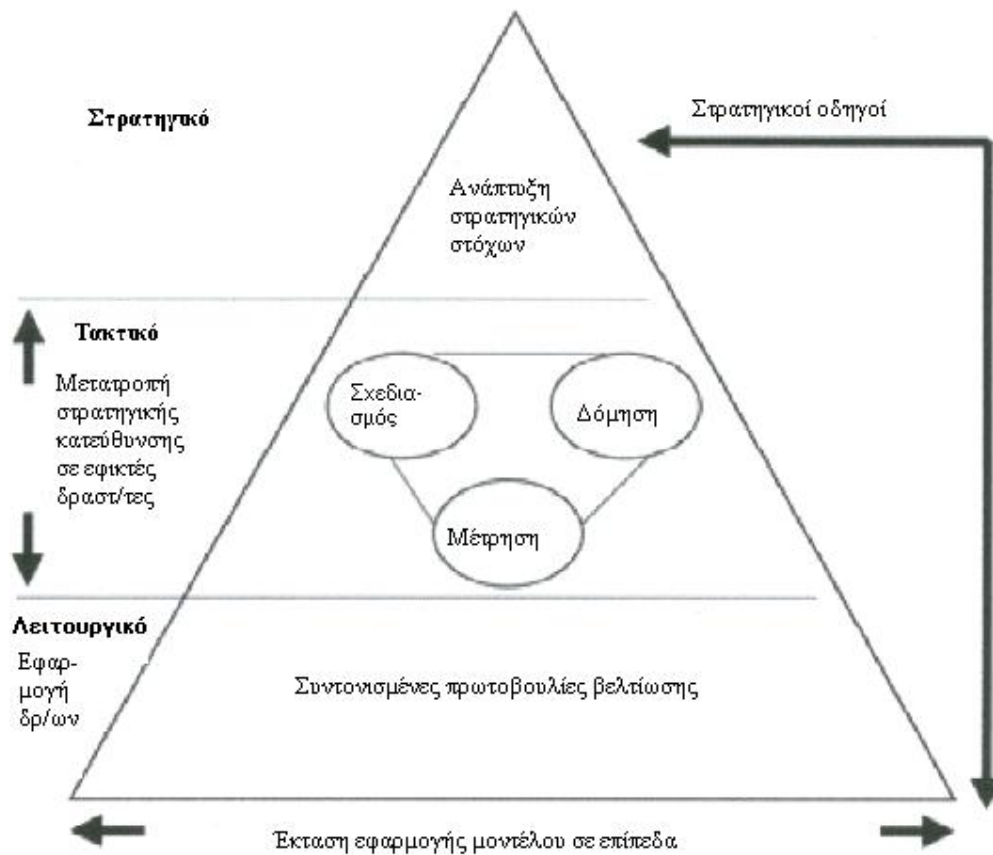 Στρατηγικό
Στρατηγικοί οδηγοί
Ανάπτυξη
στρατηγικών
στόχων
Τακτικό
Μετατροπή
στρατηγικής
κατεύθυνσης
σε εφικτές
δραστ/τες
Σχεδια-
σμός
Δόμηση
Μέτρηση
Λειτουργικό
Εφαρ-
μογή
δρ/ων
Συντονισμένες πρωτοβουλίες βελτίωσης
Έκταση εφαρμογής μοντέλου σε επίπεδα